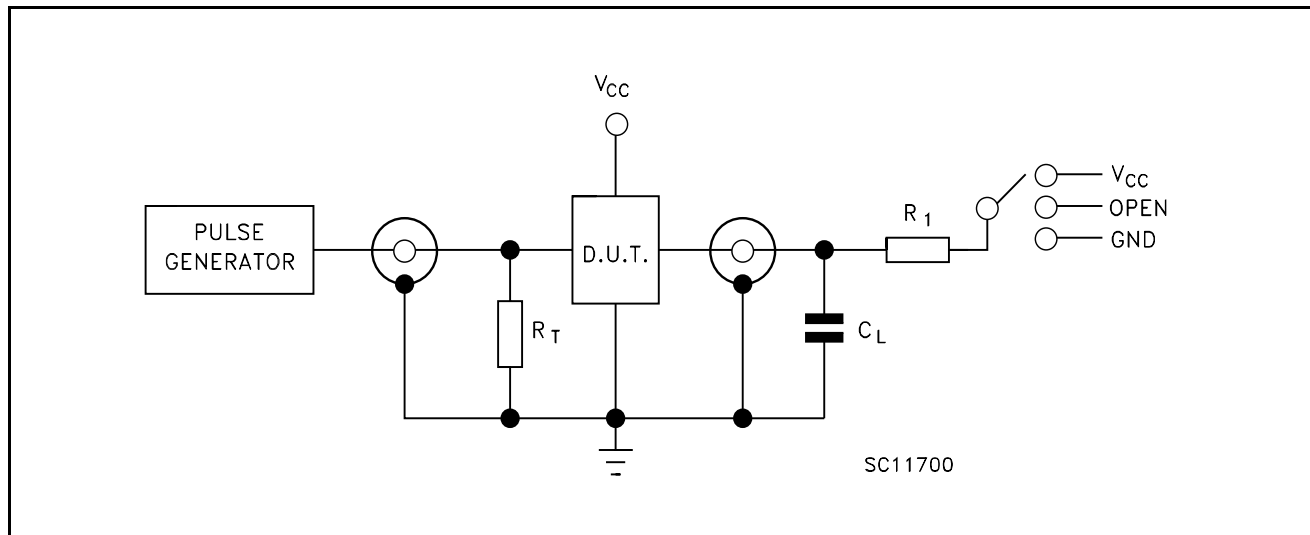 VCC
PULSE
GENERATOR
D.U.T.
RT
CL
R1
VCC
OPEN
GND
SC11700